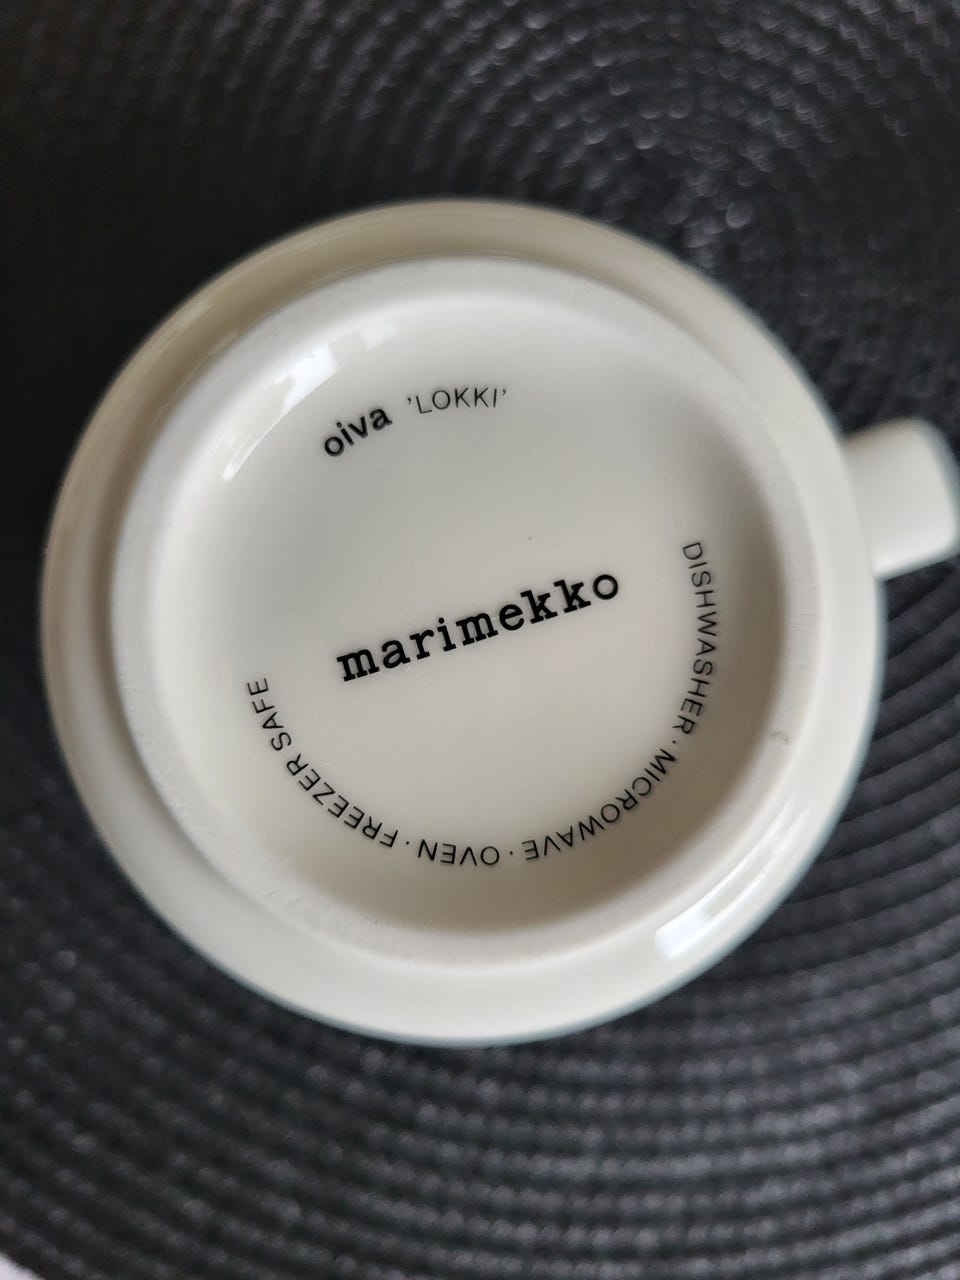 oiva ’LOKKI’
marimekko
DISHWASHER · MICROWAVE · OVEN · FREEZER SAFE